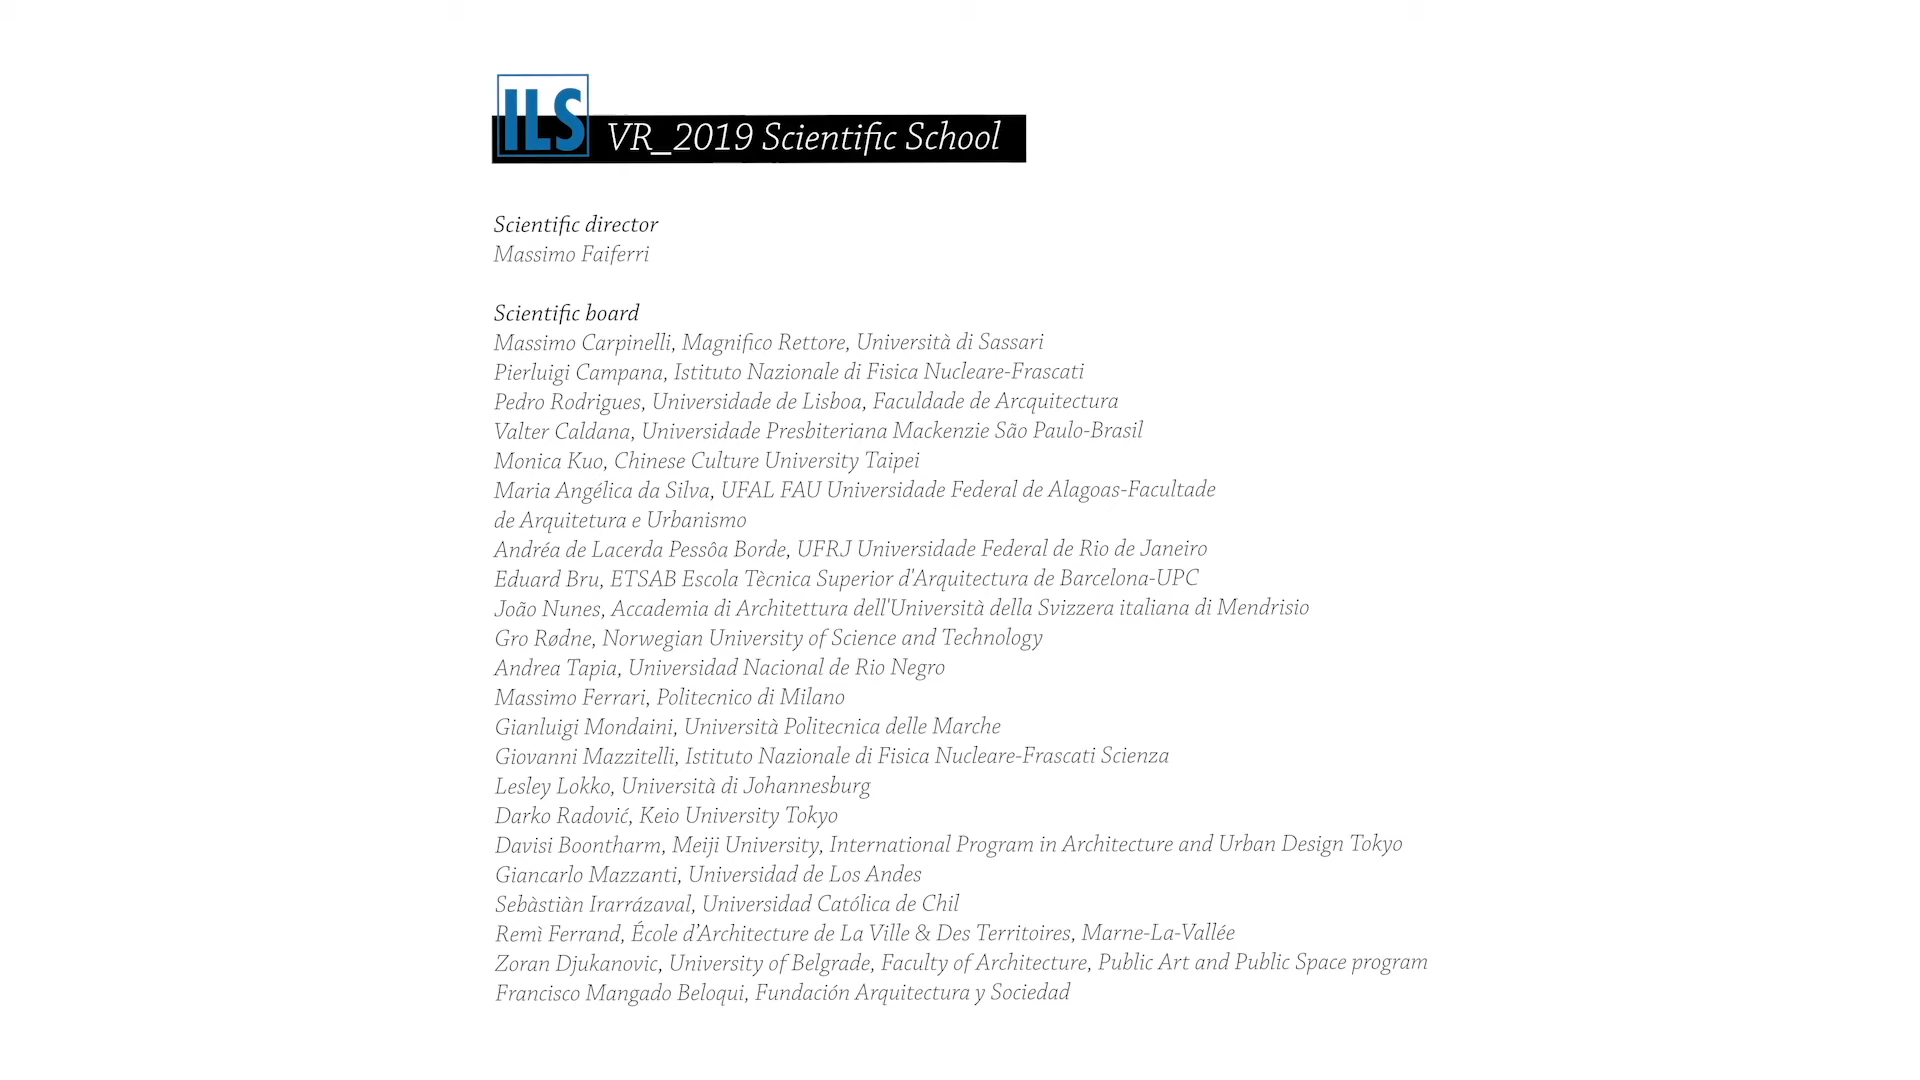 ILS VR_2019 Scientific School
Scientific director
Massimo Faiferri
Scientific board
Massimo Carpinelli, Magnifico Rettore, Università di Sassari
Pierluigi Campana, Istituto Nazionale di Fisica Nucleare-Frascati
Pedro Rodrigues, Universidade de Lisboa, Faculdade de Arcquitectura
Valter Caldana, Universidade Presbiteriana Mackenzie São Paulo-Brasil
Monica Kuo, Chinese Culture University Taipei
Maria Angélica da Silva, UFAL FAU Universidade Federal de Alagoas-Facultade
de Arquitetura e Urbanismo
Andréa de Lacerda Pessôa Borde, UFRJ Universidade Federal de Rio de Janeiro
Eduard Bru, ETSAB Escola Tècnica Superior d'Arquitectura de Barcelona-UPC
João Nunes, Accademia di Architettura dell'Università della Svizzera italiana di Mendrisio
Gro Rødne, Norwegian University of Science and Technology
Andrea Tapia, Universidad Nacional de Rio Negro
Massimo Ferrari, Politecnico di Milano
Gianluigi Mondaini, Università Politecnica delle Marche
Giovanni Mazzitelli, Istituto Nazionale di Fisica Nucleare-Frascati Scienza
Lesley Lokko, Università di Johannesburg
Darko Radović, Keio University Tokyo
Davisi Boontharm, Meiji University, International Program in Architecture and Urban Design Tokyo
Giancarlo Mazzanti, Universidad de Los Andes
Sebàstiàn Irarrázaval, Universidad Católica de Chil
Remì Ferrand, École d’Architecture de La Ville & Des Territoires, Marne-La-Vallée
Zoran Djukanovic, University of Belgrade, Faculty of Architecture, Public Art and Public Space program
Francisco Mangado Beloqui, Fundación Arquitectura y Sociedad